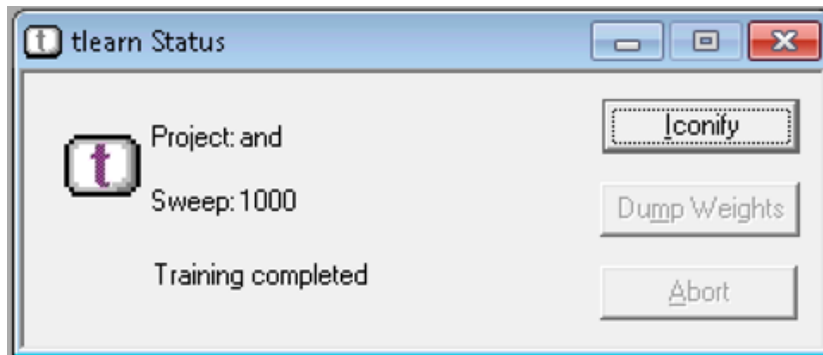 tlearn Status
Project: and
Iconify
Sweep: 1000
Dump Weights
Training completed
Abort